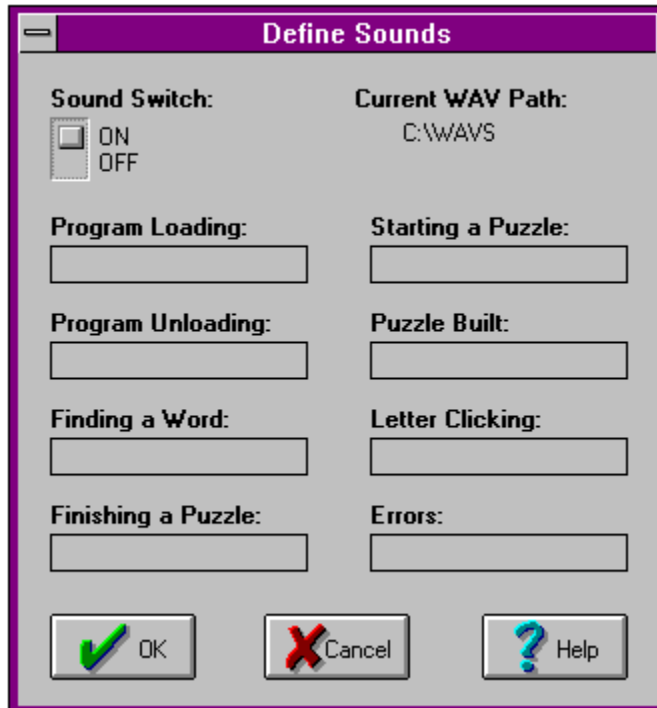 Define Sounds
Sound Switch:
Current WAV Path:
ON
C:\WAVS
OFF
Program Loading:
Starting a Puzzle:
Program Unloading:
Puzzle Built:
Finding a Word:
Letter Clicking:
Finishing a Puzzle:
Errors:
OK
Cancel
Help